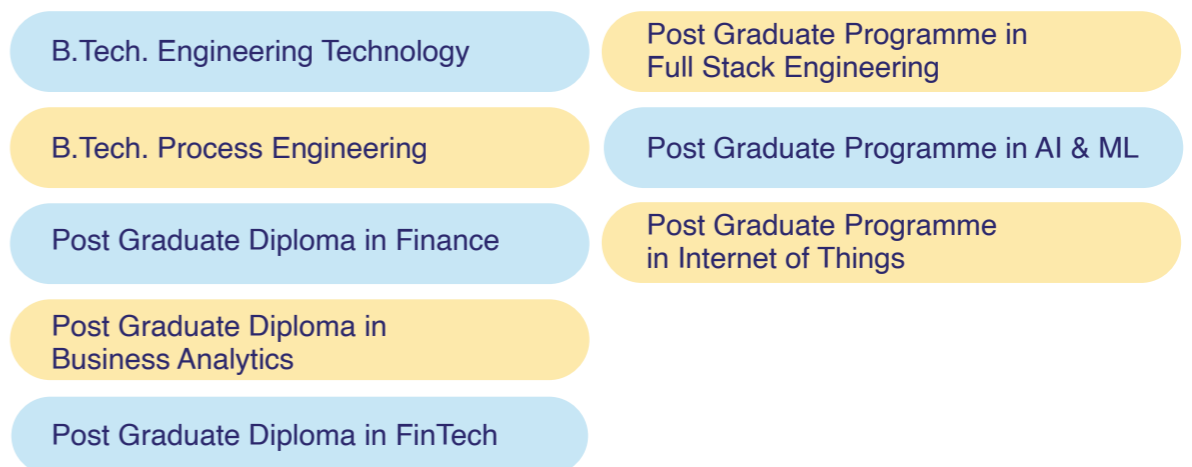 B.Tech. Engineering Technology
B.Tech. Process Engineering
Post Graduate Diploma in Finance
Post Graduate Diploma in
Business Analytics
Post Graduate Diploma in FinTech
Post Graduate Programme in
Full Stack Engineering
Post Graduate Programme in AI & ML
Post Graduate Programme
in Internet of Things